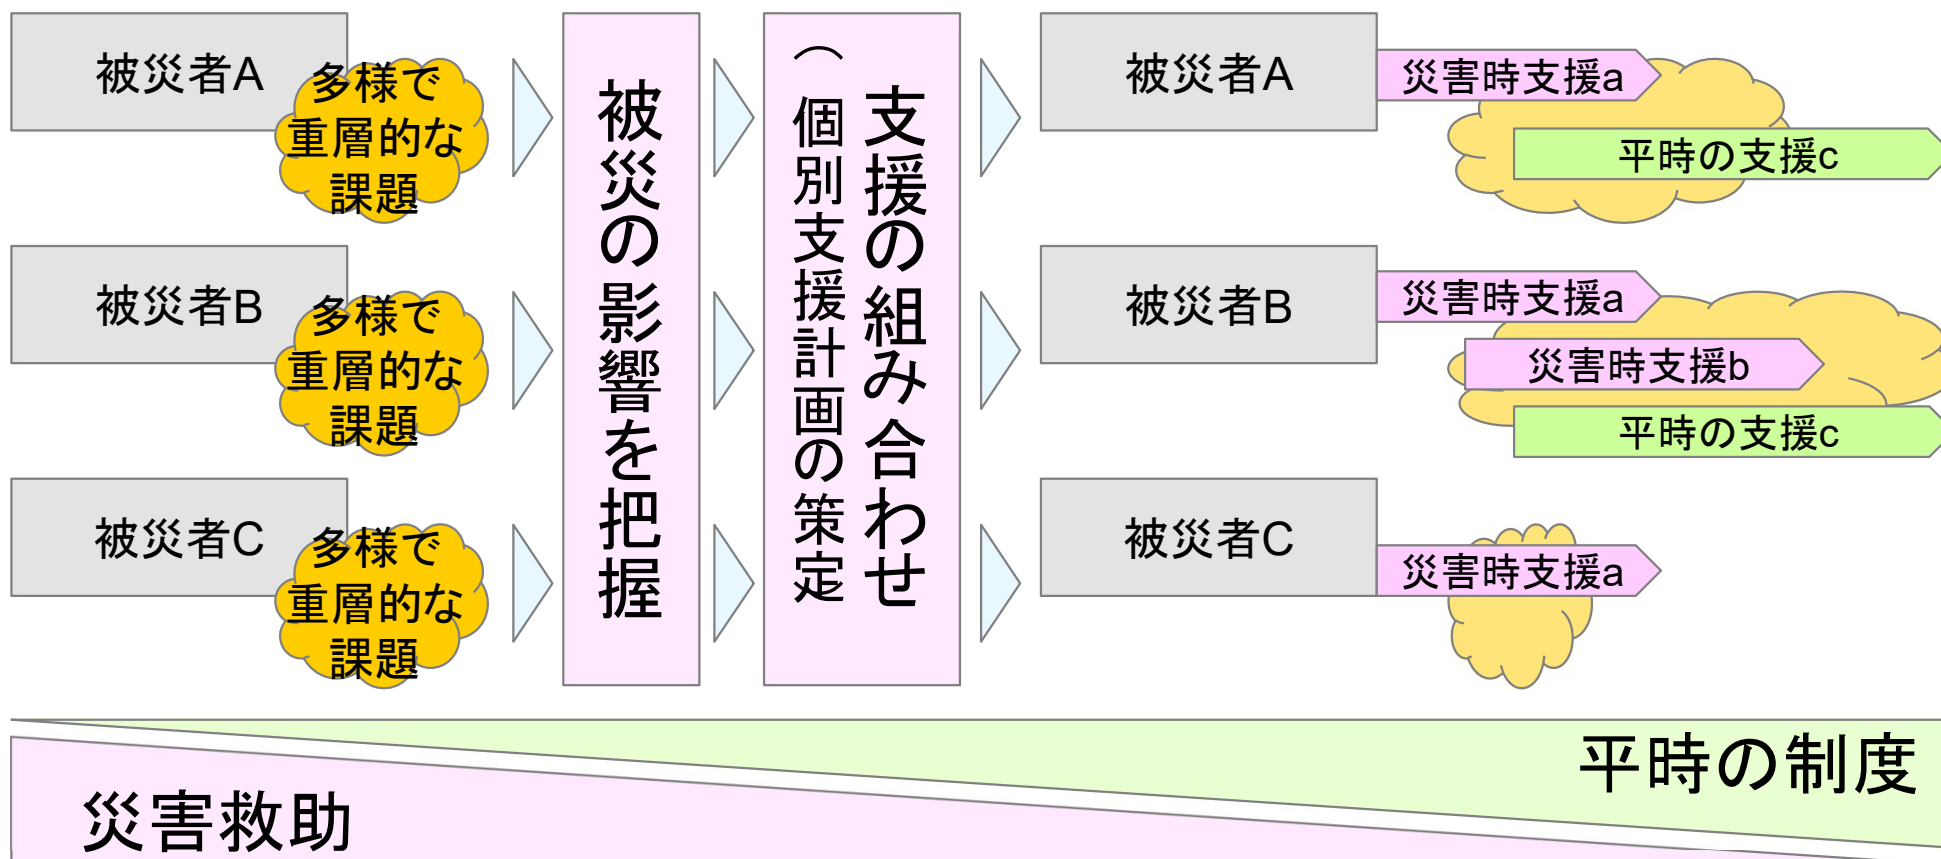 被災者A
多様で
重層的な
課題
被災者B
多様で
重層的な
課題
被災者C
多様で
重層的な
課題
被災の影響を把握
支援の組み合わせ
（個別支援計画の策定
被災者A
災害時支援a
平時の支援c
被災者B
災害時支援a
災害時支援b
平時の支援c
被災者C
災害時支援a
平時の制度
災害救助